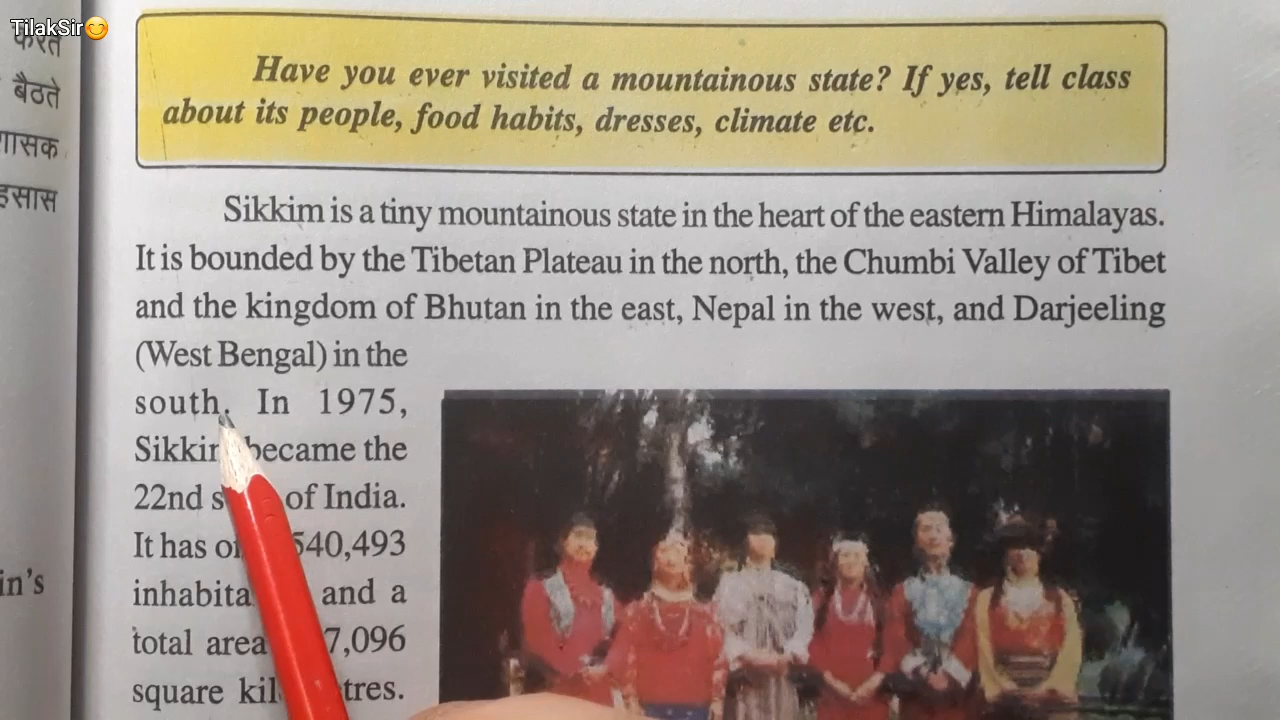 TilakSir😊
करते
बैठते
शासक
इसास
in's
Have you ever visited a mountainous state? If yes, tell class
about its people, food habits, dresses, climate etc.
Sikkim is a tiny mountainous state in the heart of the eastern Himalayas.
It is bounded by the Tibetan Plateau in the north, the Chumbi Valley of Tibet
and the kingdom of Bhutan in the east, Nepal in the west, and Darjeeling
(West Bengal) in the
south. In 1975,
became the
22nd of India.
It has 540,493
and a
total area 7,096
square